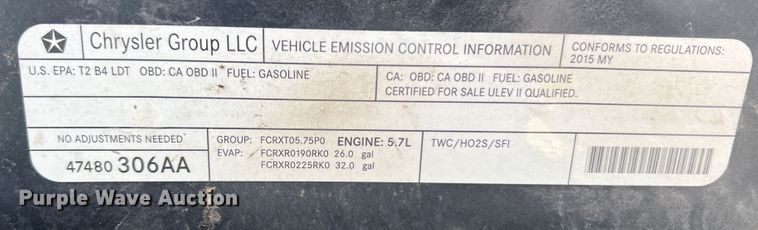 Chrysler Group LLC VEHICLE EMISSION CONTROL INFORMATION CONFORMS TO REGULATIONS:
2015 MY
U.S. EPA: T2 B4 LDT OBD: CA OBD II FUEL: GASOLINE
CA: OBD: CA OBD II FUEL: GASOLINE
CERTIFIED FOR SALE ULEV II QUALIFIED.
NO ADJUSTMENTS NEEDED
47480 306AA
GROUP: FCRXT05.75P0 ENGINE: 5.7L
EVAP: FCRXR0190RK0 26.0 gal
FCRXR0225RK0 32.0 gal
TWC/HO2S/SFI
Purple Wave Auction